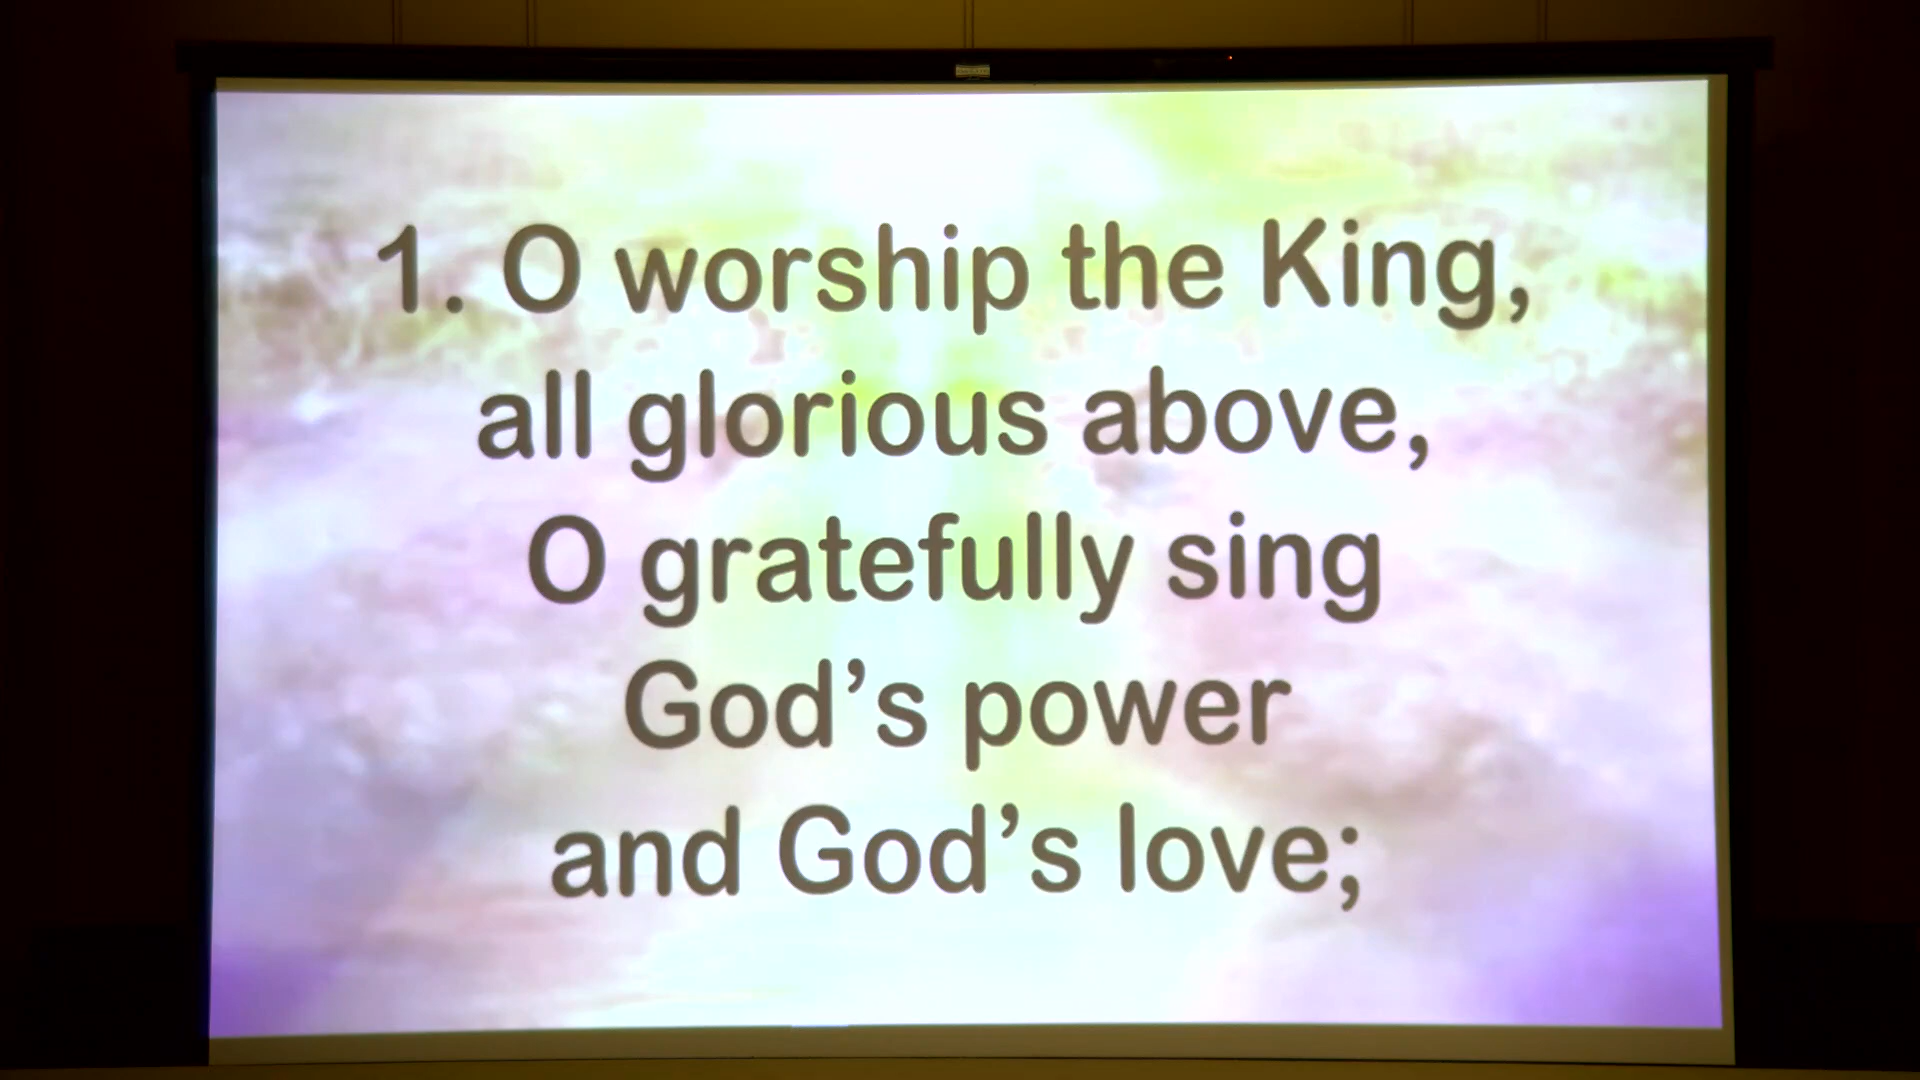 1. O worship the King,
all glorious above,
O gratefully sing
God’s power
and God’s love;